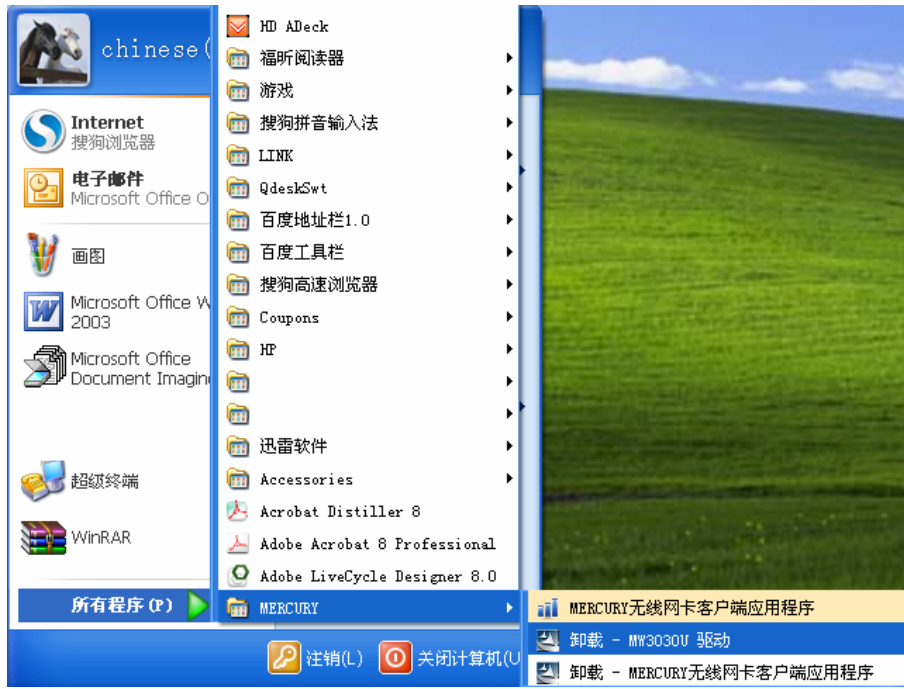 chinese(
Internet
搜狗浏览器
电子邮件
Microsoft Office O
画图
Microsoft Office W
2003
Microsoft Office
Document Imagin
超级终端
WinRAR
所有程序(P)
HD ADeck
福昕阅读器
游戏
搜狗拼音输入法
LINK
QdeskSwt
百度地址栏1.0
百度工具栏
搜狗高速浏览器
Coupons
HP
迅雷软件
Accessories
Acrobat Distiller 8
Adobe Acrobat 8 Professional
Adobe LiveCycle Designer 8.0
MERCURY
MERCURY无线网卡客户端应用程序
卸载 - MW3030U 驱动
卸载 - MERCURY无线网卡客户端应用程序
注销(L)
关闭计算机(U